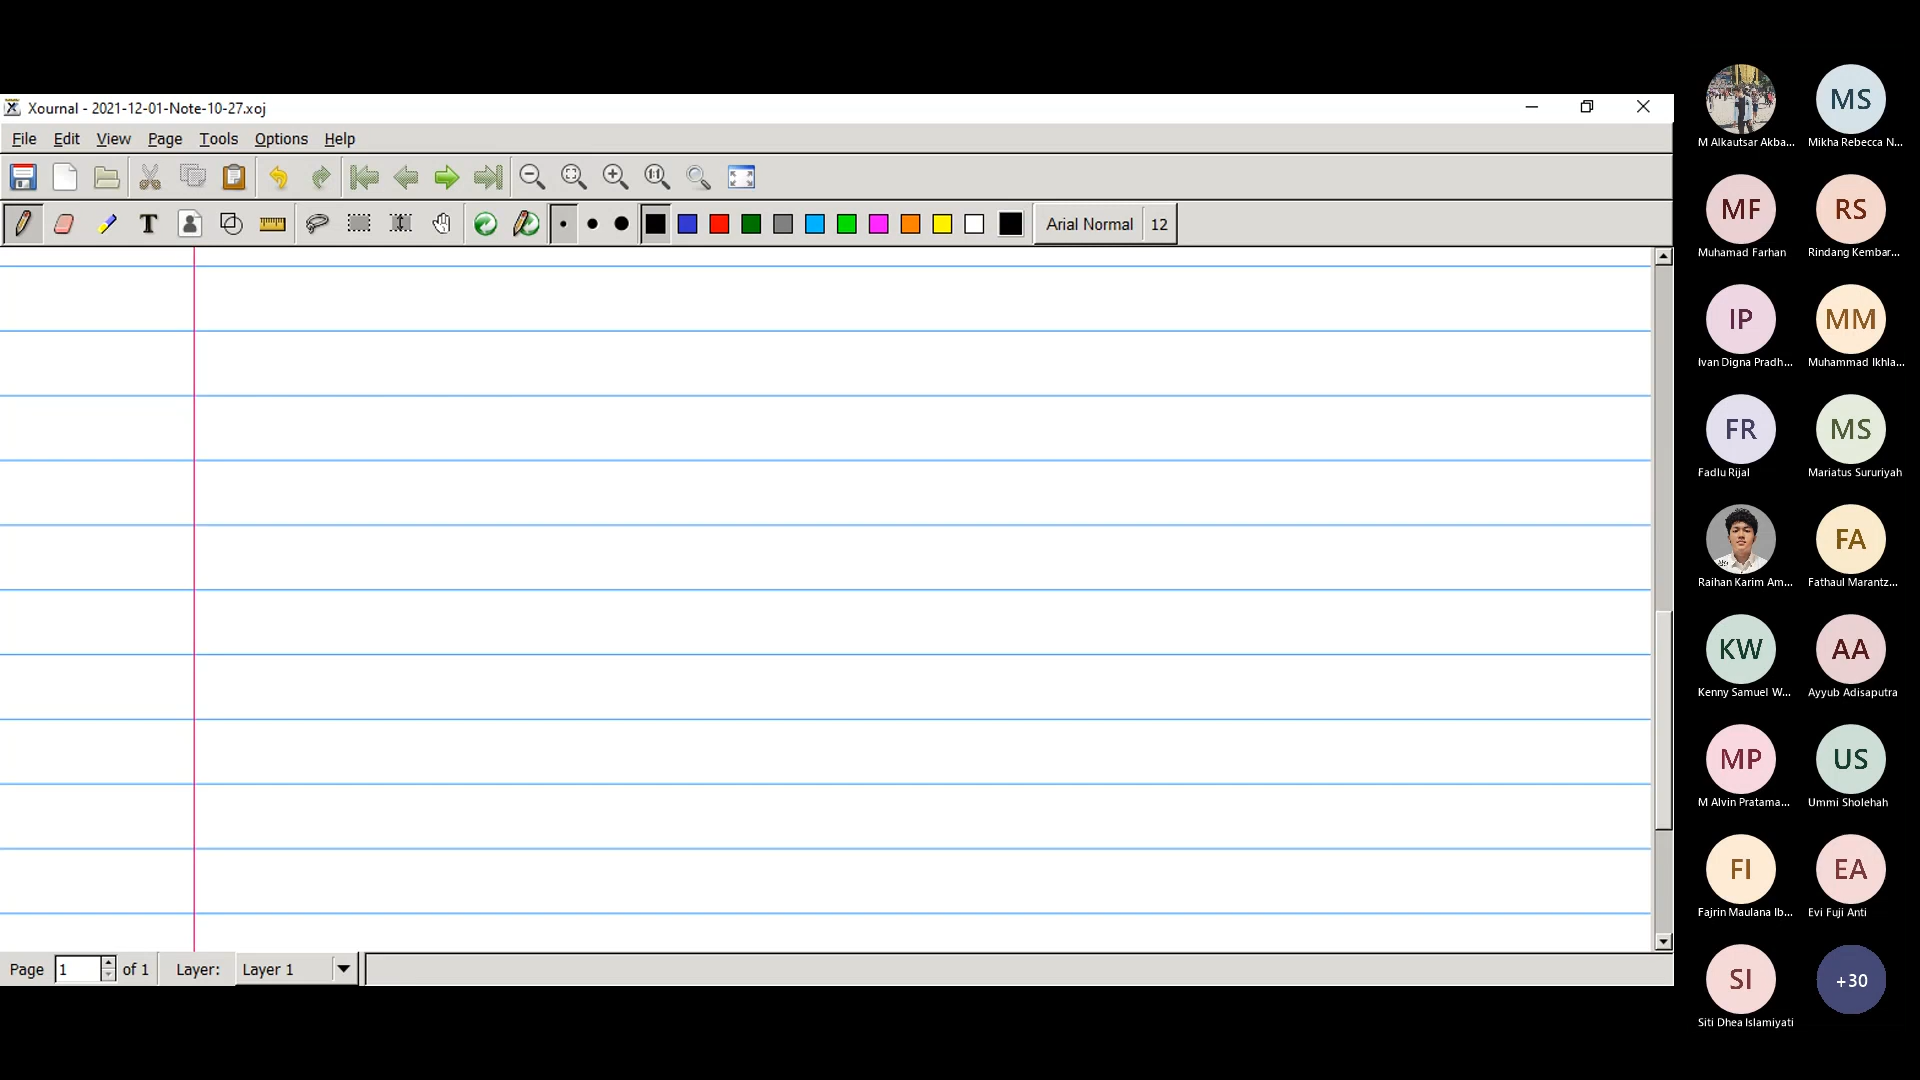 Xournal - 2021-12-01-Note-10-27.xoj
File Edit View Page Tools Options Help
T Arial Normal 12
Page 1 of 1 Layer: Layer 1
M Alkautsar Akba...
MS
Mikha Rebecca N...
MF
Muhamad Farhan
RS
Rindang Kembar...
IP
Ivan Digna Pradh...
MM
Muhammad Ikhla...
FR
Fadlu Rijal
MS
Mariatus Sururiyah
Raihan Karim Am...
FA
Fathaul Marantz...
KW
Kenny Samuel W...
AA
Ayyub Adisaputra
MP
M Alvin Pratama...
US
Ummi Sholehah
FI
Fajrin Maulana Ib...
EA
Evi Fuji Anti
SI
Siti Dhea Islamiyati
+30